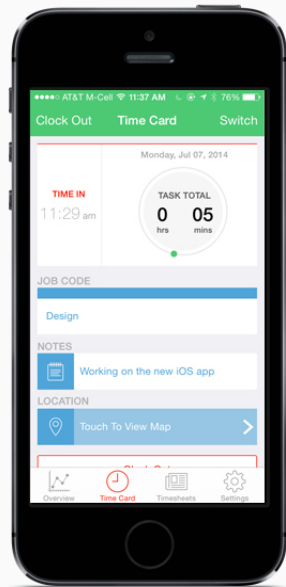 AT&T M-Cell 11:37 AM 76%
Clock Out Time Card Switch
Monday, Jul 07, 2014
TIME IN
11:29 am
TASK TOTAL
0 05
hrs mins
JOB CODE
Design
NOTES
Working on the new iOS app
LOCATION
Touch To View Map
Overview Time Card Timesheets Settings